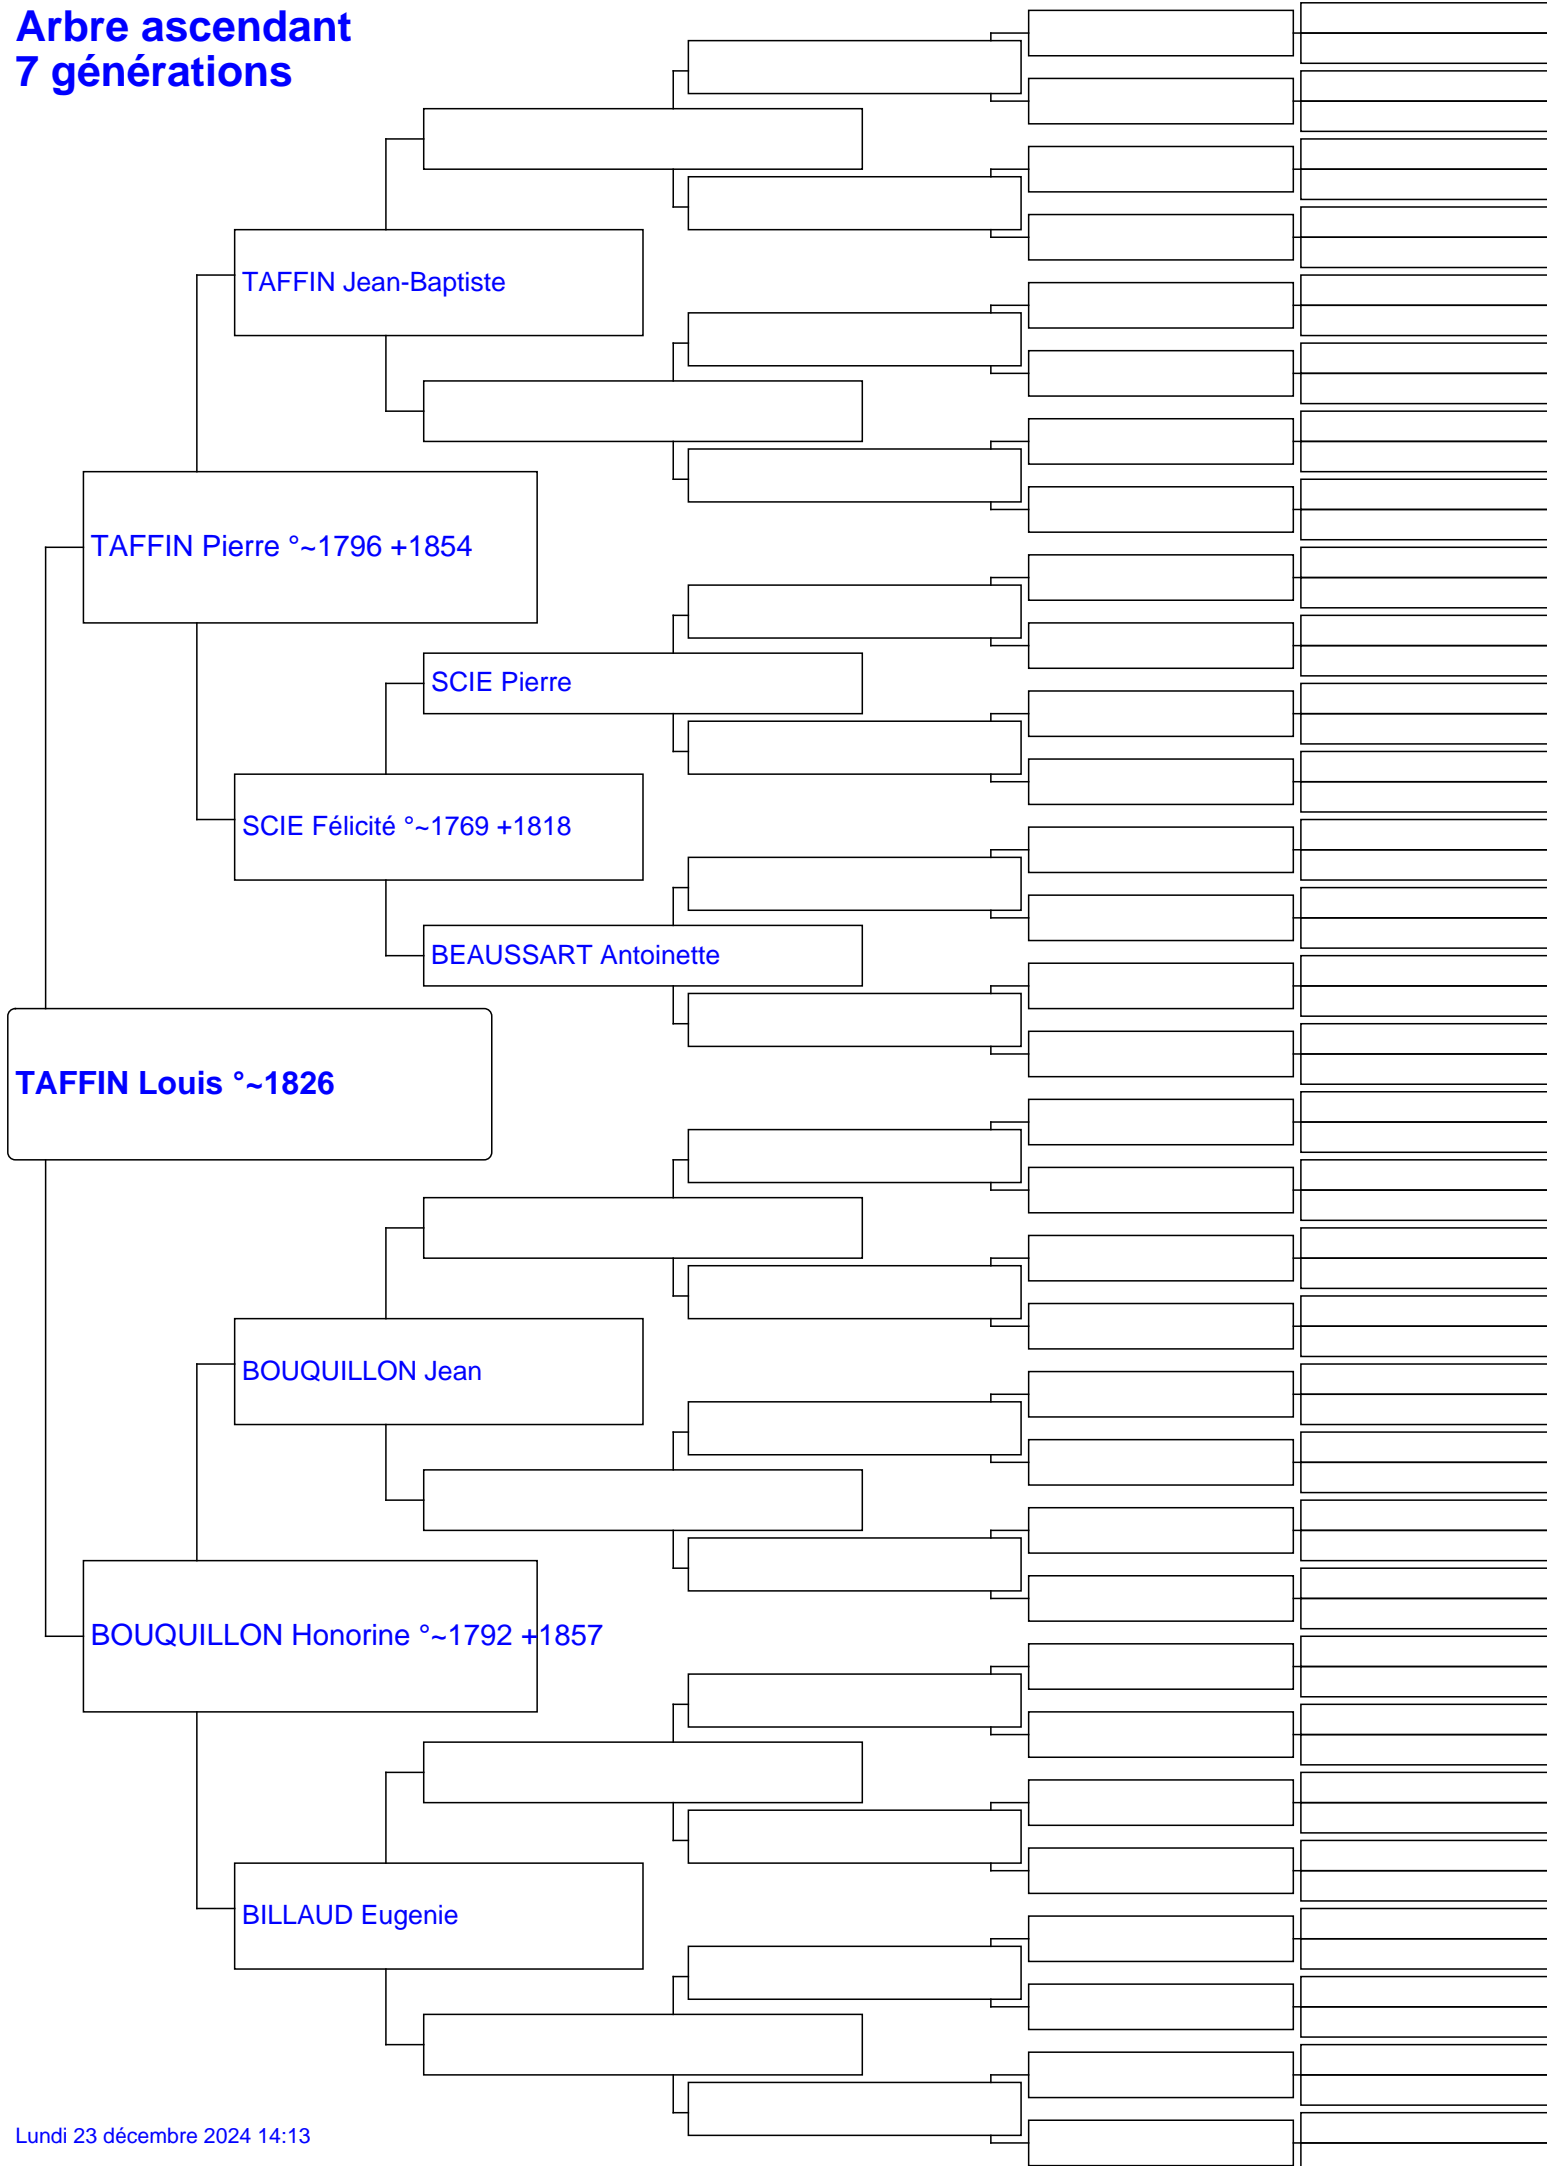 Arbre ascendant
7 générations
TAFFIN Jean-Baptiste
TAFFIN Pierre °~1796 +1854
SCIE Pierre
SCIE Félicité °~1769 +1818
BEAUSSART Antoinette
TAFFIN Louis °~1826
BOUQUILLON Jean
BOUQUILLON Honorine °~1792 +1857
BILLAUD Eugenie
Lundi 23 décembre 2024 14:13